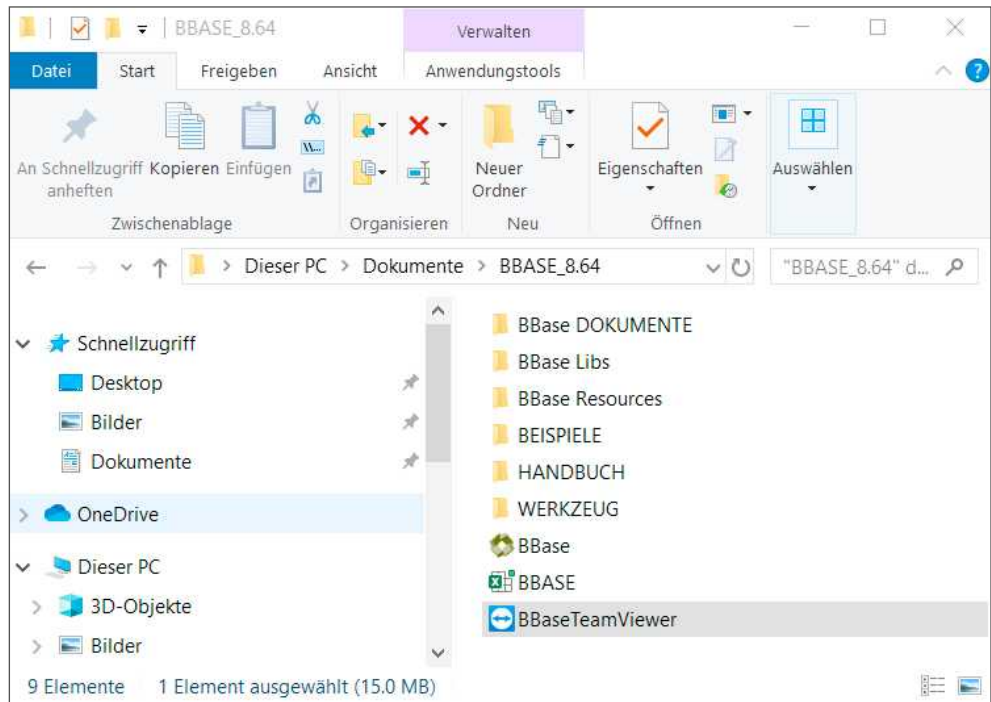 BBASE_8.64
Verwalten
Datei Start Freigeben Ansicht Anwendungstools
?
An Schnellzugriff anheften
Kopieren
Einfügen
W...
Neuer Ordner
Eigenschaften
Auswählen
Zwischenablage Organisieren Neu Öffnen
Dieser PC > Dokumente > BBASE_8.64
"BBASE_8.64" d...
Schnellzugriff
Desktop
Bilder
Dokumente
OneDrive
Dieser PC
3D-Objekte
Bilder
BBase DOKUMENTE
BBase Libs
BBase Resources
BEISPIELE
HANDBUCH
WERKZEUG
BBase
BBASE
BBaseTeamViewer
9 Elemente 1 Element ausgewählt (15.0 MB)